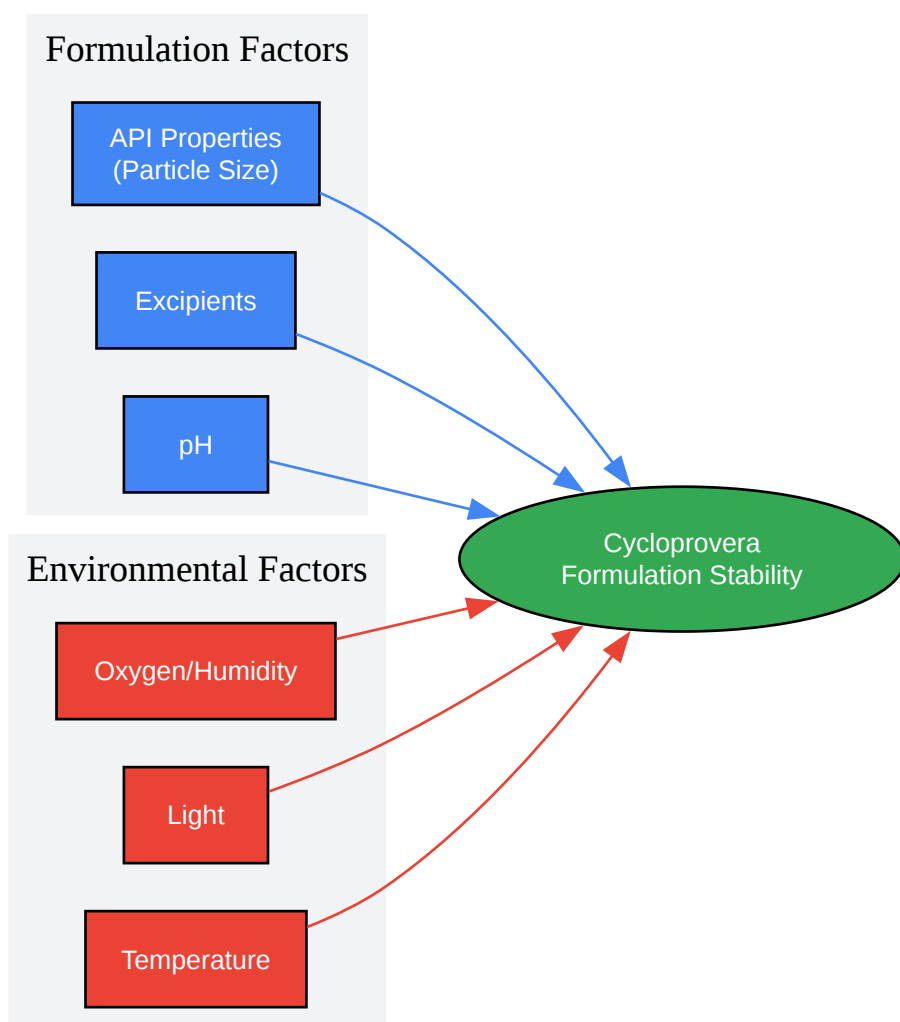 Formulation Factors
API Properties
(Particle Size)
Excipients
pH
Cycloprovera
Formulation Stability
Environmental Factors
Oxygen/Humidity
Light
Temperature